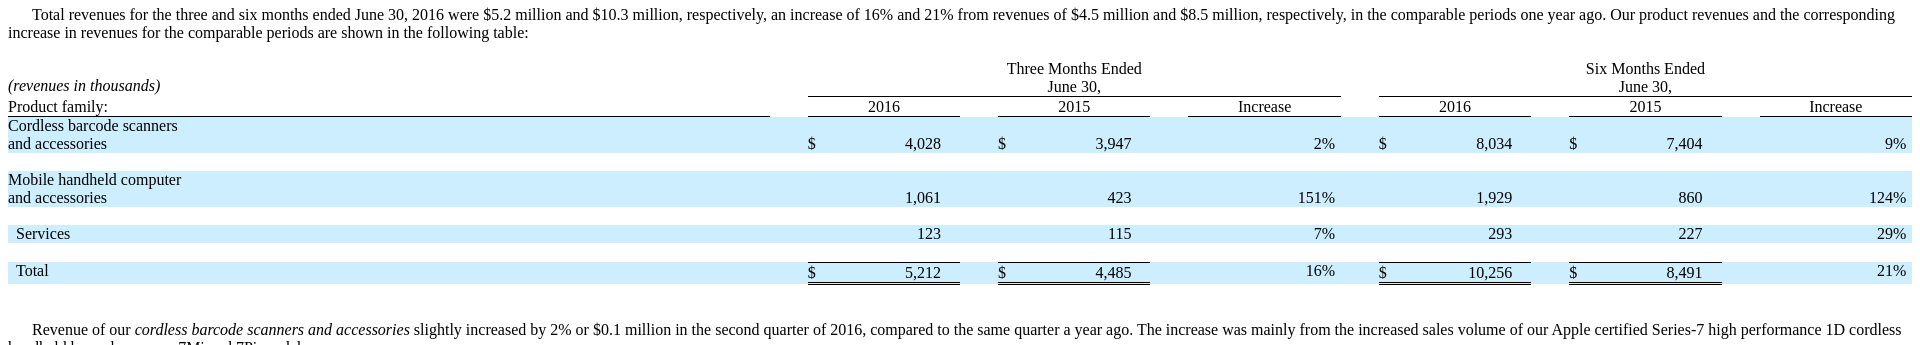 Total revenues for the three and six months ended June 30, 2016 were $5.2 million and $10.3 million, respectively, an increase of 16% and 21% from revenues of $4.5 million and $8.5 million, respectively, in the comparable periods one year ago. Our product revenues and the corresponding
increase in revenues for the comparable periods are shown in the following table:
Three Months Ended Six Months Ended
(revenues in thousands) June 30, June 30,
Product family: 2016 2015 Increase 2016 2015 Increase
Cordless barcode scanners
and accessories $ 4,028 $ 3,947 2% $ 8,034 $ 7,404 9%
Mobile handheld computer
and accessories 1,061 423 151% 1,929 860 124%
Services 123 115 7% 293 227 29%
Total $ 5,212 $ 4,485 16% $ 10,256 $ 8,491 21%
Revenue of our cordless barcode scanners and accessories slightly increased by 2% or $0.1 million in the second quarter of 2016, compared to the same quarter a year ago. The increase was mainly from the increased sales volume of our Apple certified Series-7 high performance 1D cordless